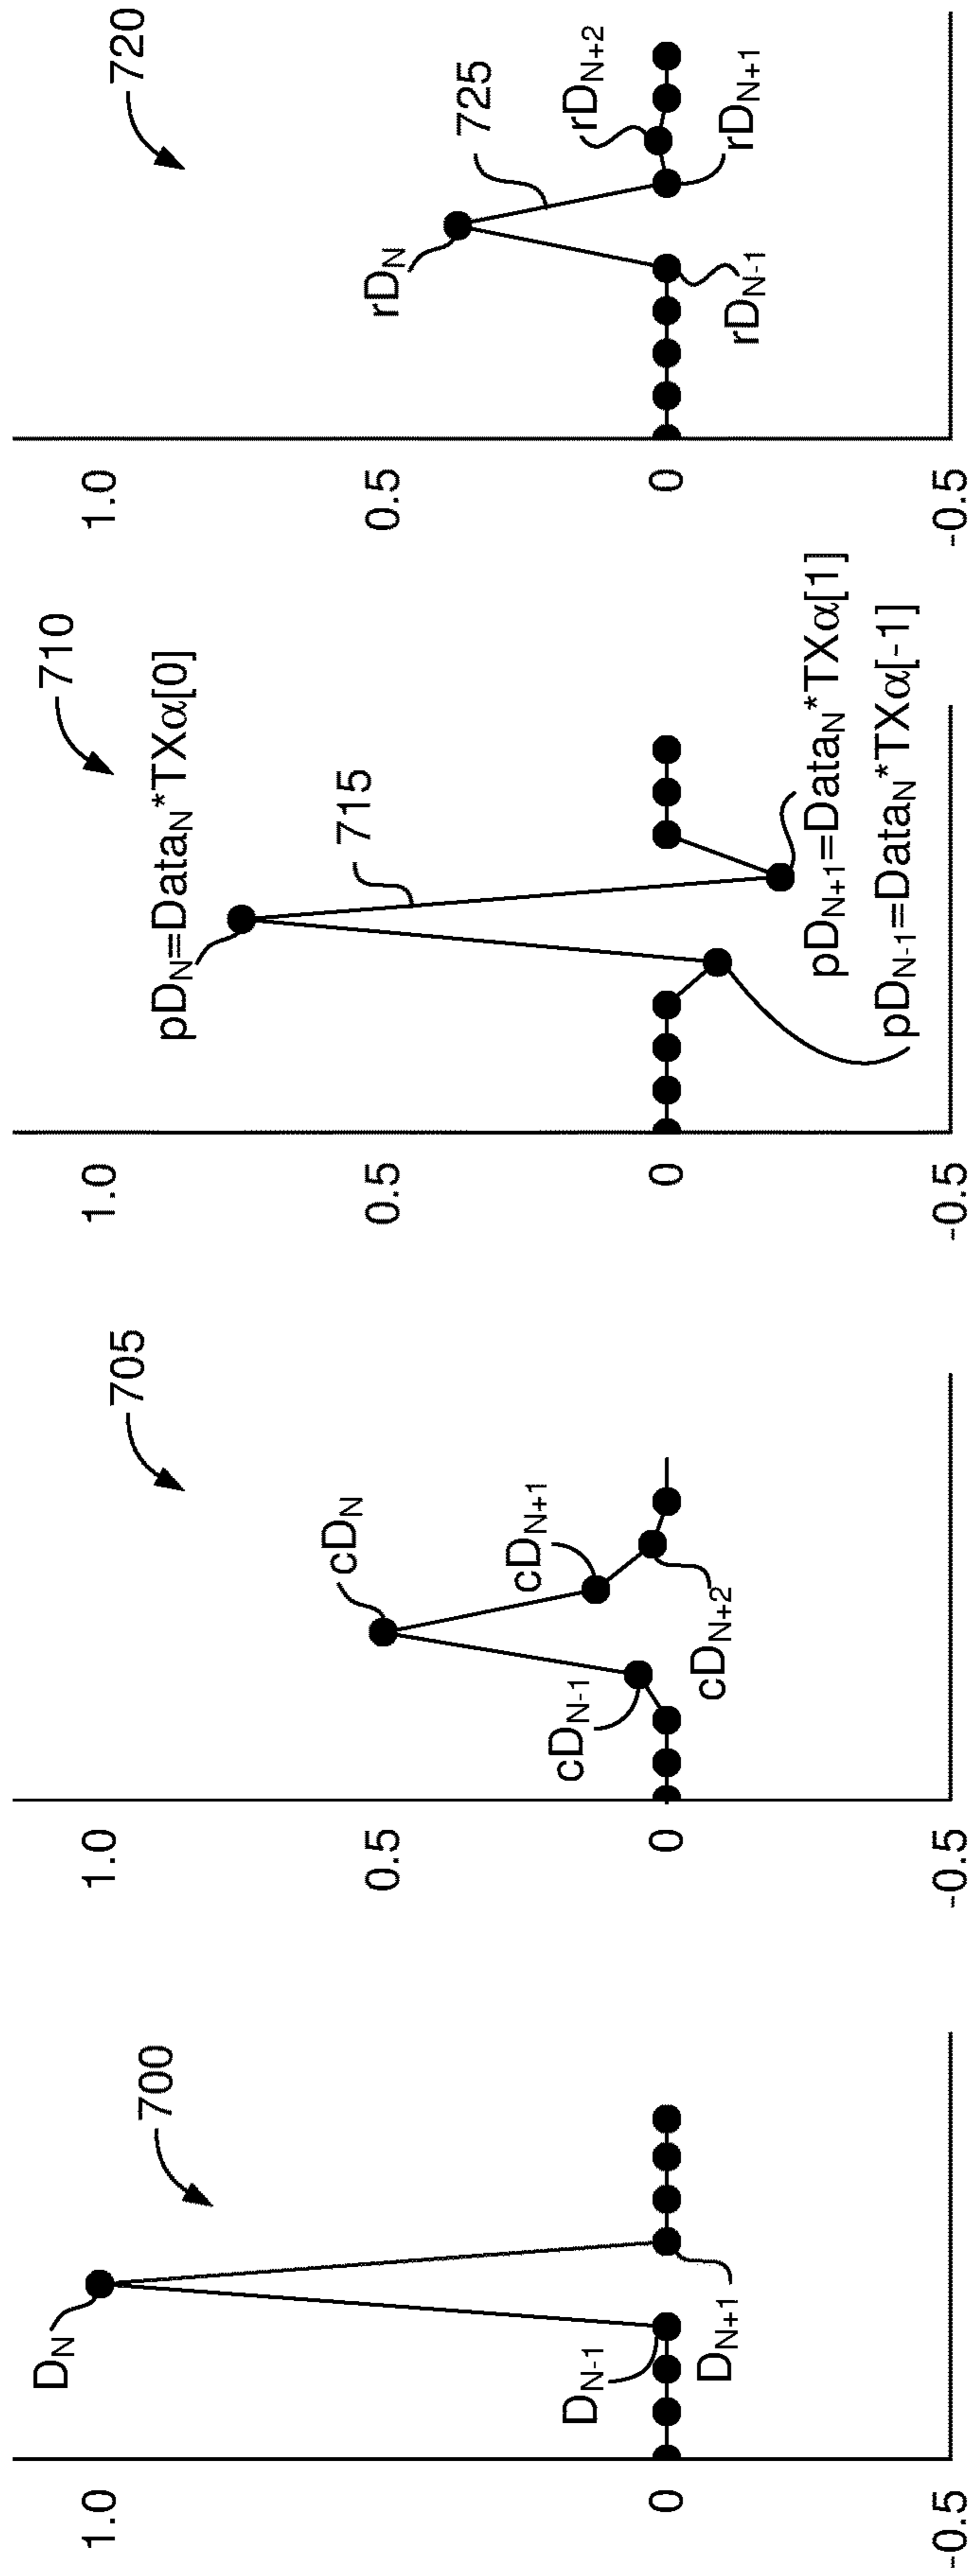 700
D_N
1.0
0.5
0
-0.5
D_N-1
D_N+1
705
cD_N
1.0
0.5
0
-0.5
cD_N-1
cD_N+1
cD_N+2
710
pD_N=Data_N*TXα[0]
715
1.0
0.5
0
-0.5
pD_N+1=Data_N*TXα[1]
pD_N-1=Data_N*TXα[-1]
720
725
1.0
0.5
0
-0.5
rD_N
rD_N+2
rD_N-1
rD_N+1